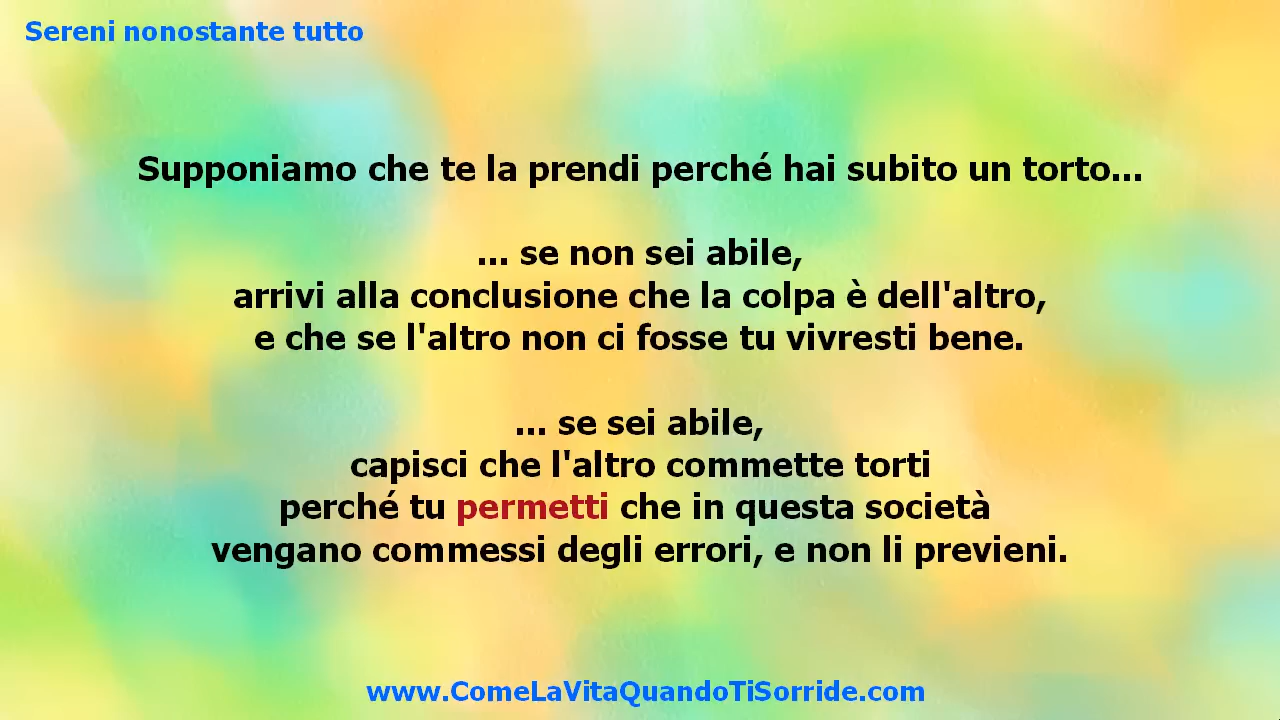 Sereni nonostante tutto
Supponiamo che te la prendi perché hai subito un torto...
... se non sei abile,
arrivi alla conclusione che la colpa è dell'altro,
e che se l'altro non ci fosse tu vivresti bene.
... se sei abile,
capisci che l'altro commette torti
perché tu permetti che in questa società
vengano commessi degli errori, e non li previeni.
www.ComeLaVitaQuandoTiSorride.com